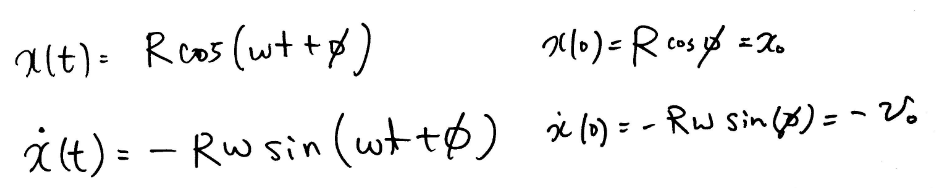 x(t) = R cos(ωt + φ) x(0) = R cos φ = x₀
ẋ(t) = - Rω sin(ωt + φ) ẋ(0) = - Rω sin(φ) = - v₀